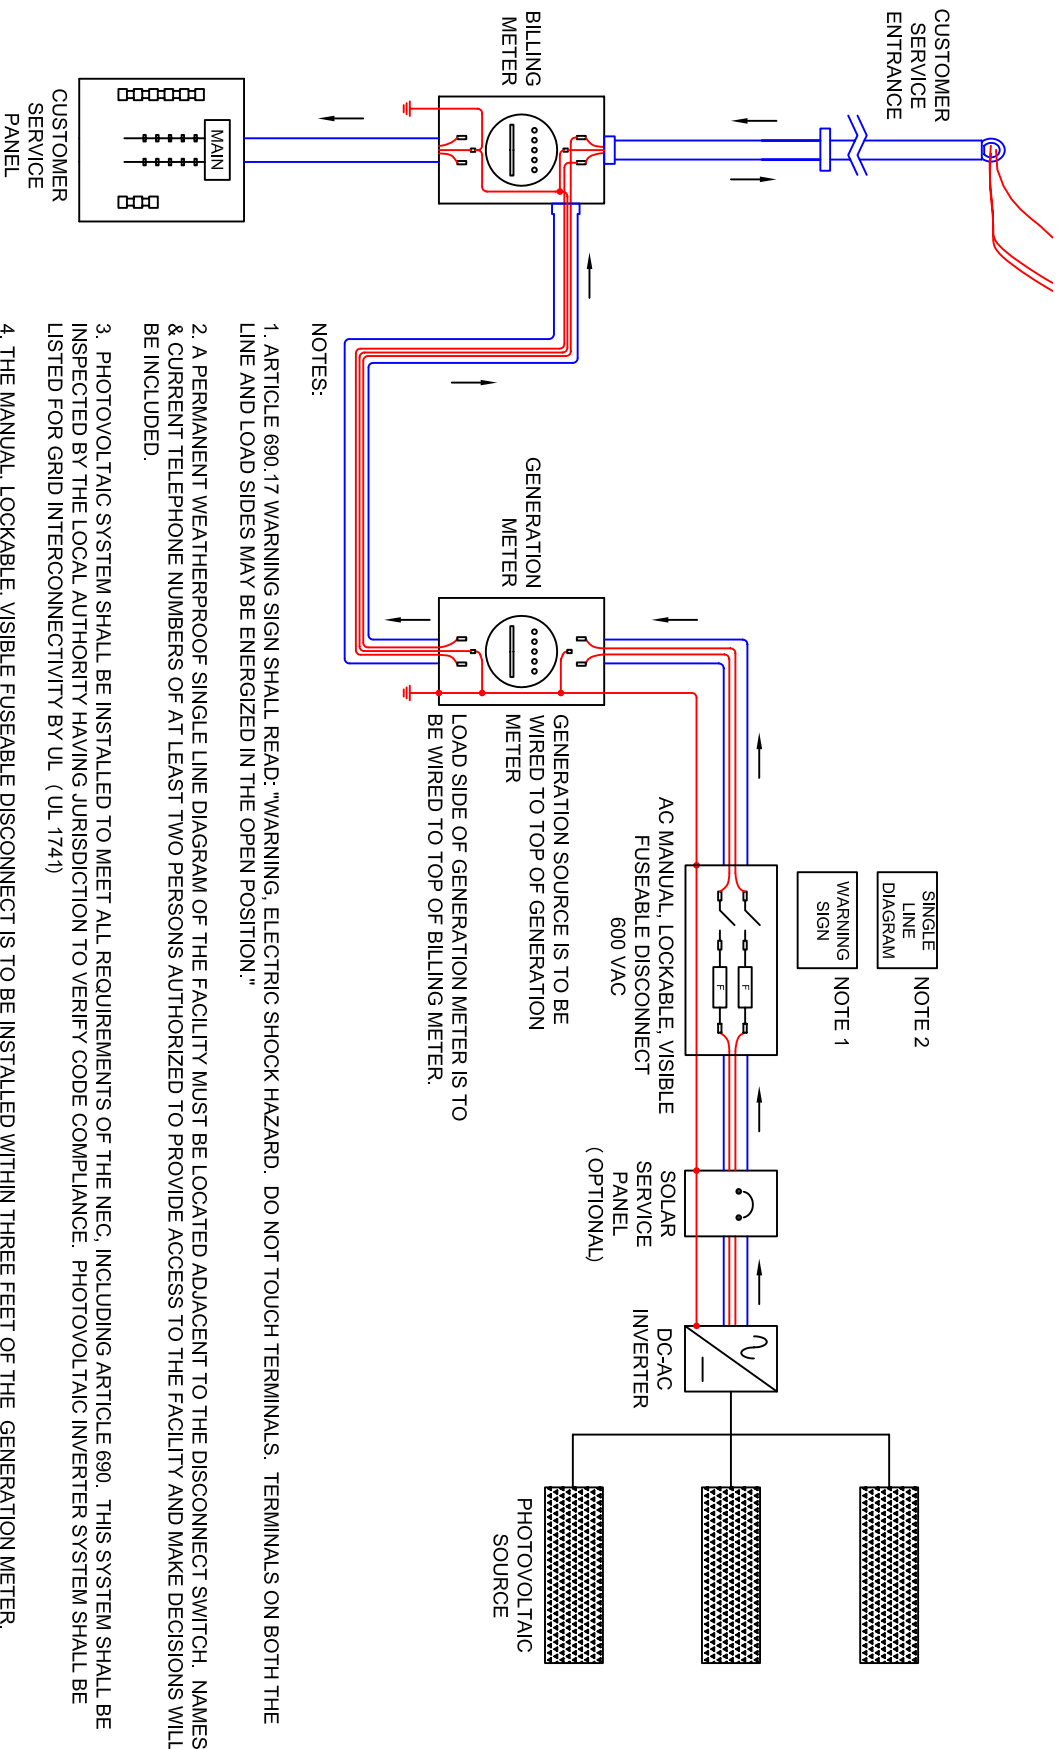 CUSTOMER
SERVICE
ENTRANCE
BILLING
METER
MAIN
CUSTOMER
SERVICE
PANEL
GENERATION
METER
GENERATION SOURCE IS TO BE
WIRED TO TOP OF GENERATION
METER
LOAD SIDE OF GENERATION METER IS TO
BE WIRED TO TOP OF BILLING METER.
SINGLE
LINE
DIAGRAM
NOTE 2
WARNING
SIGN
NOTE 1
F
F
AC MANUAL, LOCKABLE, VISIBLE
FUSEABLE DISCONNECT
600 VAC
SOLAR
SERVICE
PANEL
( OPTIONAL)
DC-AC
INVERTER
PHOTOVOLTAIC
SOURCE
NOTES:
1. ARTICLE 690.17 WARNING SIGN SHALL READ: "WARNING, ELECTRIC SHOCK HAZARD. DO NOT TOUCH TERMINALS. TERMINALS ON BOTH THE
LINE AND LOAD SIDES MAY BE ENERGIZED IN THE OPEN POSITION."
2. A PERMANENT WEATHERPROOF SINGLE LINE DIAGRAM OF THE FACILITY MUST BE LOCATED ADJACENT TO THE DISCONNECT SWITCH. NAMES
& CURRENT TELEPHONE NUMBERS OF AT LEAST TWO PERSONS AUTHORIZED TO PROVIDE ACCESS TO THE FACILITY AND MAKE DECISIONS WILL
BE INCLUDED.
3. PHOTOVOLTAIC SYSTEM SHALL BE INSTALLED TO MEET ALL REQUIREMENTS OF THE NEC, INCLUDING ARTICLE 690. THIS SYSTEM SHALL BE
INSPECTED BY THE LOCAL AUTHORITY HAVING JURISDICTION TO VERIFY CODE COMPLIANCE. PHOTOVOLTAIC INVERTER SYSTEM SHALL BE
LISTED FOR GRID INTERCONNECTIVITY BY UL ( UL 1741)
4. THE MANUAL, LOCKABLE, VISIBLE FUSEABLE DISCONNECT IS TO BE INSTALLED WITHIN THREE FEET OF THE GENERATION METER.